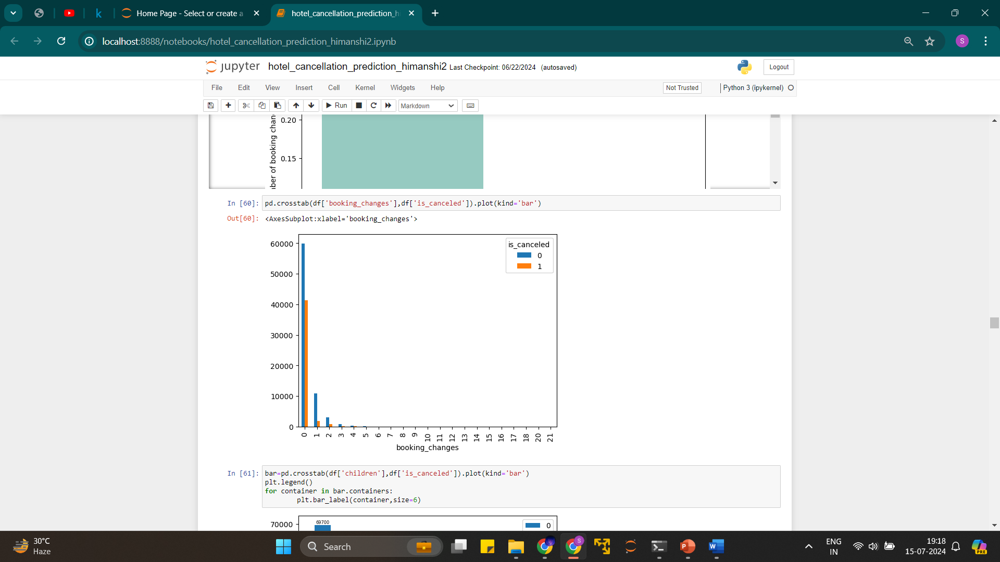 Home Page - Select or create a
hotel_cancellation_prediction_h
localhost:8888/notebooks/hotel_cancellation_prediction_himanshi2.ipynb
S
jupyter hotel_cancellation_prediction_himanshi2 Last Checkpoint: 06/22/2024 (autosaved)
Logout
File Edit View Insert Cell Kernel Widgets Help
Not Trusted
Python 3 (ipykernel)
Run
Markdown
0.20
0.15
ber of booking chan
In [60]: pd.crosstab(df['booking_changes'],df['is_canceled']).plot(kind='bar')
Out[60]: <AxesSubplot:xlabel='booking_changes'>
60000
50000
40000
30000
20000
10000
0
is_canceled
0
1
0 1 2 3 4 5 6 7 8 9 10 11 12 13 14 15 16 17 18 20 21
booking_changes
In [61]: bar=pd.crosstab(df['children'],df['is_canceled']).plot(kind='bar')
plt.legend()
for container in bar.containers:
plt.bar_label(container,size=6)
70000
69700
0
30°C
Haze
Search
S
ENG
IN
19:18
15-07-2024
PRE